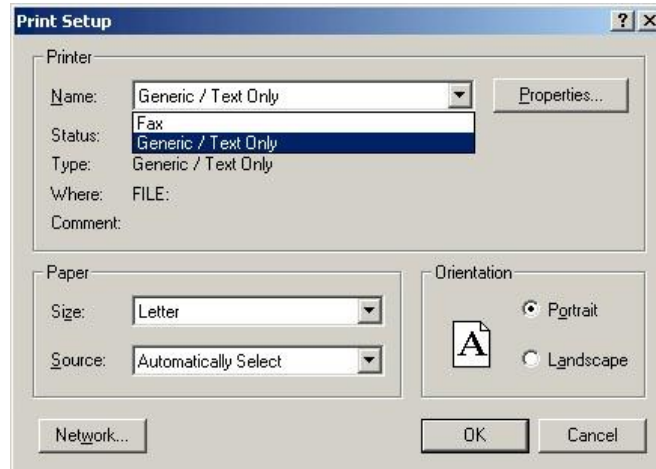 Print Setup
Printer
Name: Generic / Text Only Properties...
Fax
Status:
Generic / Text Only
Type: Generic / Text Only
Where: FILE:
Comment:
Paper
Size: Letter
Source: Automatically Select
Orientation
A
Portrait
Landscape
Network... OK Cancel